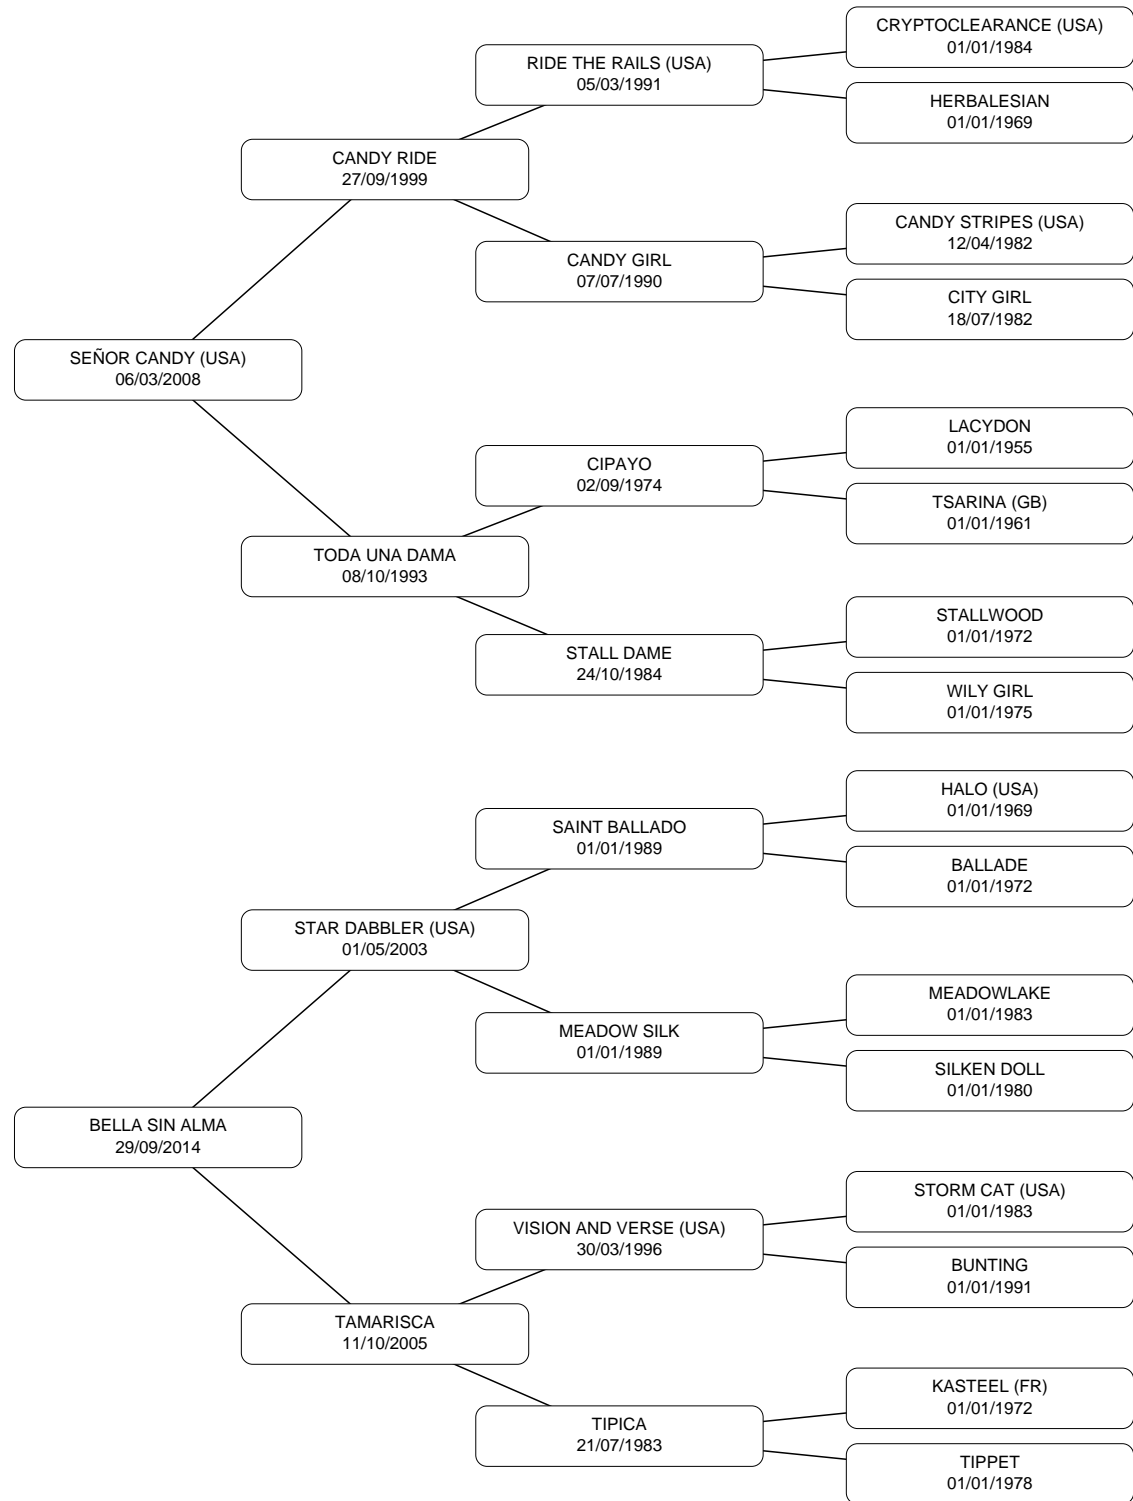 CRYPTOCLEARANCE (USA)
01/01/1984
RIDE THE RAILS (USA)
05/03/1991
HERBALESIAN
01/01/1969
CANDY RIDE
27/09/1999
CANDY STRIPES (USA)
12/04/1982
CANDY GIRL
07/07/1990
CITY GIRL
18/07/1982
SEÑOR CANDY (USA)
06/03/2008
LACYDON
01/01/1955
CIPAYO
02/09/1974
TSARINA (GB)
01/01/1961
TODA UNA DAMA
08/10/1993
STALLWOOD
01/01/1972
STALL DAME
24/10/1984
WILY GIRL
01/01/1975
HALO (USA)
01/01/1969
SAINT BALLADO
01/01/1989
BALLADE
01/01/1972
STAR DABBLER (USA)
01/05/2003
MEADOWLAKE
01/01/1983
MEADOW SILK
01/01/1989
SILKEN DOLL
01/01/1980
BELLA SIN ALMA
29/09/2014
STORM CAT (USA)
01/01/1983
VISION AND VERSE (USA)
30/03/1996
BUNTING
01/01/1991
TAMARISCA
11/10/2005
KASTEEL (FR)
01/01/1972
TIPICA
21/07/1983
TIPPET
01/01/1978